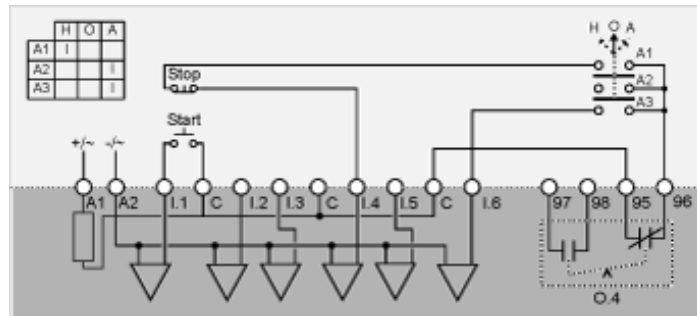 H O A
A1 I
A2 I
A3 I
H O A
A1
A2
A3
Stop
Start
+/~ -/~
A1 A2 I.1 C I.2 I.3 C I.4 I.5 C I.6 97 98 95 96
O.4